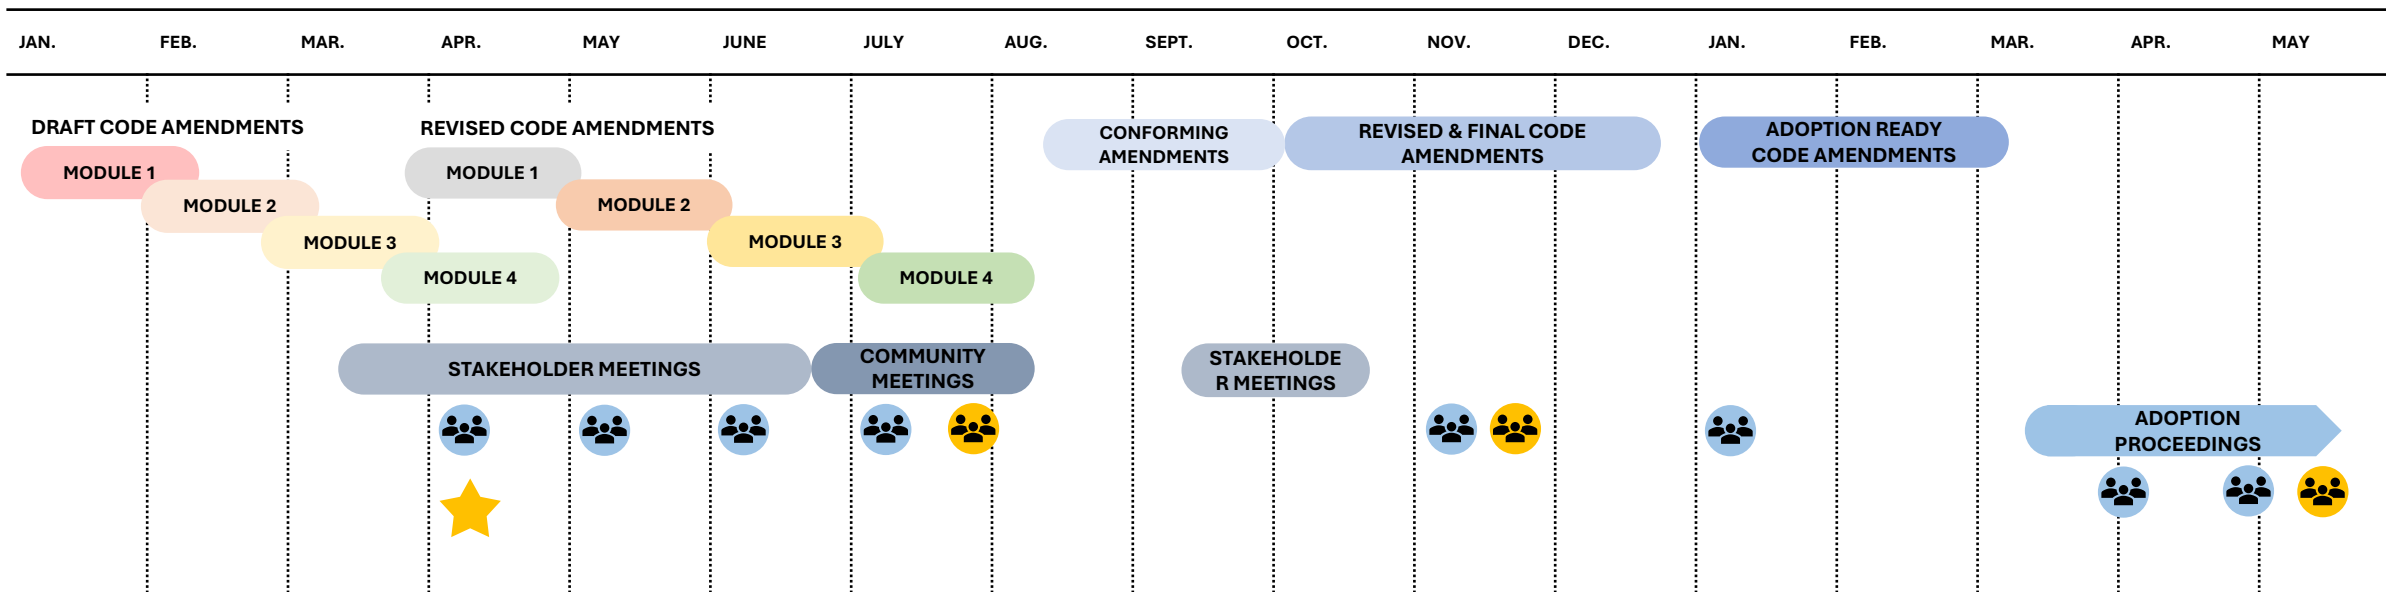 JAN. FEB. MAR. APR. MAY JUNE JULY AUG. SEPT. OCT. NOV. DEC. JAN. FEB. MAR. APR. MAY
DRAFT CODE AMENDMENTS
MODULE 1
MODULE 2
MODULE 3
MODULE 4
REVISED CODE AMENDMENTS
MODULE 1
MODULE 2
MODULE 3
MODULE 4
CONFORMING
AMENDMENTS
REVISED & FINAL CODE
AMENDMENTS
ADOPTION READY
CODE AMENDMENTS
STAKEHOLDER MEETINGS
COMMUNITY
MEETINGS
STAKEHOLDE
R MEETINGS
ADOPTION
PROCEEDINGS